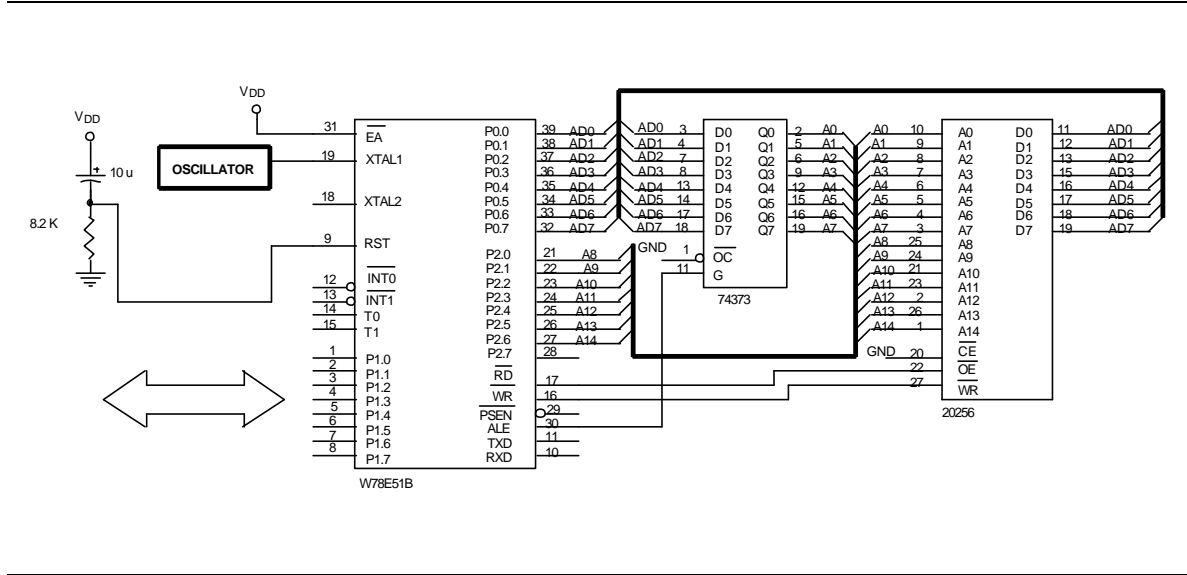 VDD
VDD
10 u
8.2 K
OSCILLATOR
31 EA
19 XTAL1
18 XTAL2
9 RST
12 INT0
13 INT1
14 T0
15 T1
1 P1.0
2 P1.1
3 P1.2
4 P1.3
5 P1.4
6 P1.5
7 P1.6
8 P1.7
P0.0 39 AD0
P0.1 38 AD1
P0.2 37 AD2
P0.3 36 AD3
P0.4 35 AD4
P0.5 34 AD5
P0.6 33 AD6
P0.7 32 AD7
P2.0 21 A8
P2.1 22 A9
P2.2 23 A10
P2.3 24 A11
P2.4 25 A12
P2.5 26 A13
P2.6 27 A14
P2.7 28
RD 17
WR 16
PSEN 29
ALE 30
TXD 11
RXD 10
W78E51B
AD0 3 D0 Q0 2 A0
AD1 4 D1 Q1 5 A1
AD2 7 D2 Q2 6 A2
AD3 8 D3 Q3 9 A3
AD4 13 D4 Q4 12 A4
AD5 14 D5 Q5 15 A5
AD6 17 D6 Q6 16 A6
AD7 18 D7 Q7 19 A7
GND 1 OC
11 G
74373
A0 10 A0 D0 11 AD0
A1 9 A1 D1 12 AD1
A2 8 A2 D2 13 AD2
A3 7 A3 D3 15 AD3
A4 6 A4 D4 16 AD4
A5 5 A5 D5 17 AD5
A6 4 A6 D6 18 AD6
A7 3 A7 D7 19 AD7
A8 25 A8
A9 24 A9
A10 21 A10
A11 23 A11
A12 2 A12
A13 26 A13
A14 1 A14
GND 20 CE
22 OE
27 WR
20256